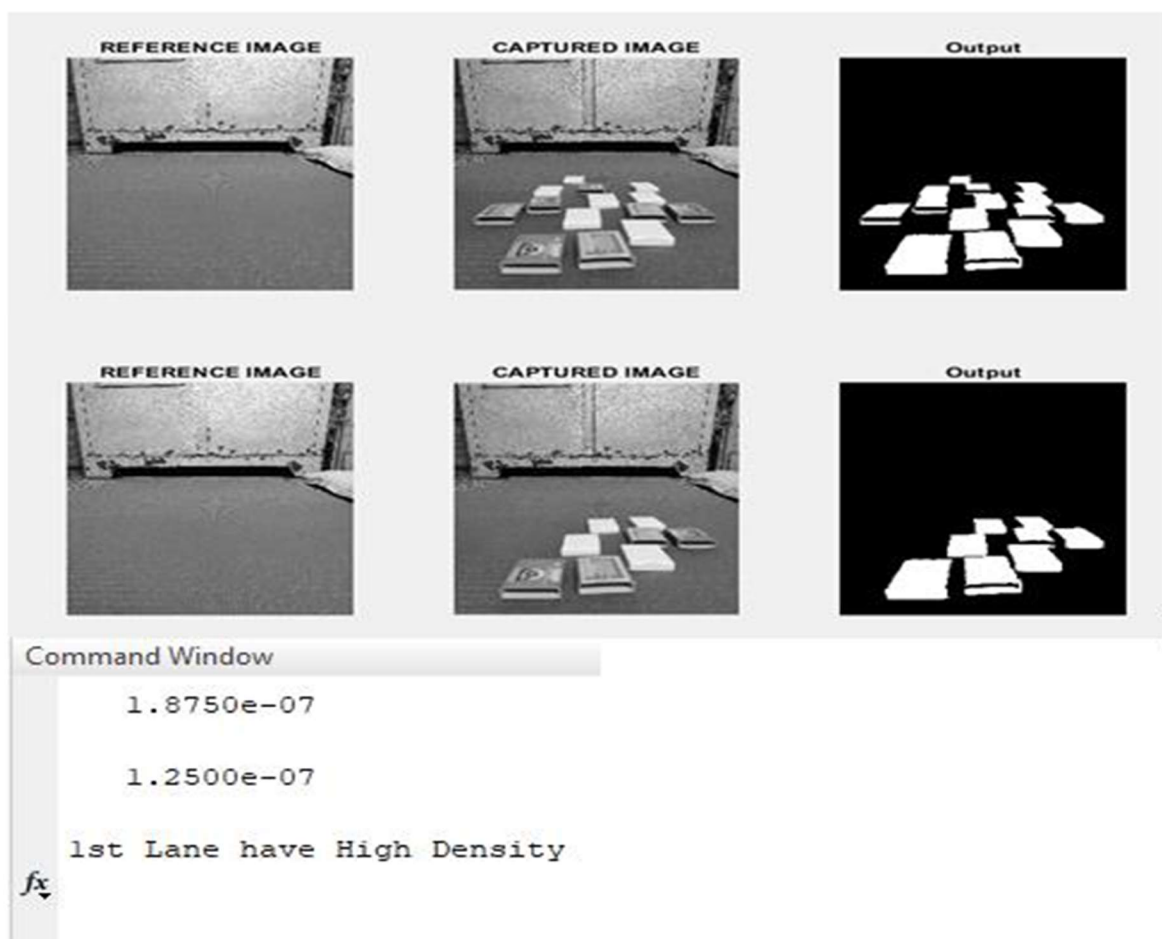 REFERENCE IMAGE CAPTURED IMAGE Output
REFERENCE IMAGE CAPTURED IMAGE Output
Command Window
1.8750e-07
1.2500e-07
1st Lane have High Density
fx